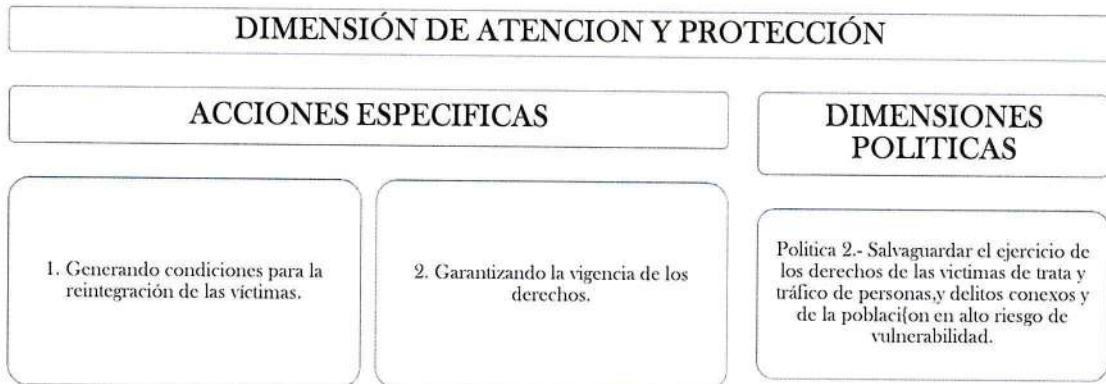 DIMENSIÓN DE ATENCION Y PROTECCIÓN
ACCIONES ESPECIFICAS
DIMENSIONES
POLITICAS
1. Generando condiciones para la
reintegración de las víctimas.
2. Garantizando la vigencia de los
derechos.
Politica 2.- Salvaguardar el ejercicio de
los derechos de las victimas de trata y
tráfico de personas,y delitos conexos y
de la poblaci{on en alto riesgo de
vulnerabilidad.